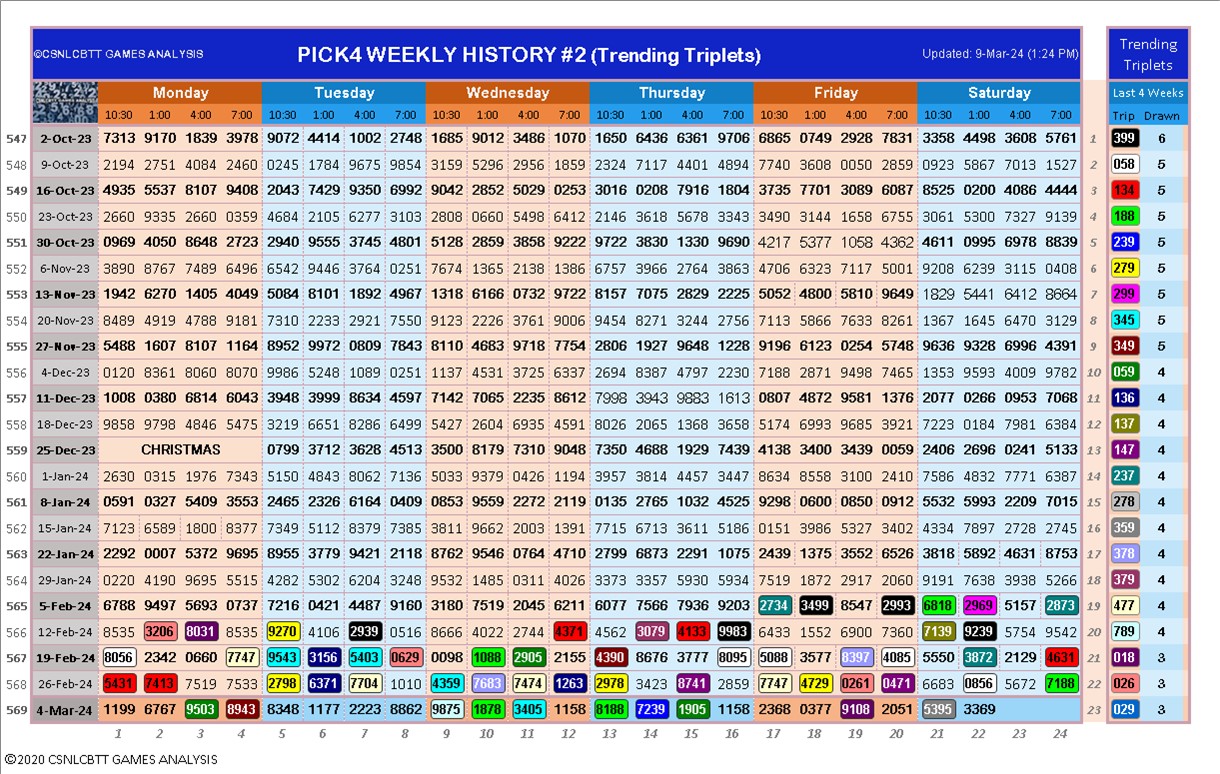 ©CSNLCBTT GAMES ANALYSIS PICK4 WEEKLY HISTORY #2 (Trending Triplets) Updated: 9-Mar-24 (1:24 PM) Trending Triplets
Monday Tuesday Wednesday Thursday Friday Saturday Last 4 Weeks
10:30 1:00 4:00 7:00 10:30 1:00 4:00 7:00 10:30 1:00 4:00 7:00 10:30 1:00 4:00 7:00 10:30 1:00 4:00 7:00 10:30 1:00 4:00 7:00 Trip Drawn
547 2-Oct-23 7313 9170 1839 3978 9072 4414 1002 2748 1685 9012 3486 1070 1650 6436 6361 9706 6865 0749 2928 7831 3358 4498 3608 5761 1 399 6
548 9-Oct-23 2194 2751 4084 2460 0245 1784 9675 9854 3159 5296 2956 1859 2324 7117 4401 4894 7740 3608 0050 2859 0923 5867 7013 1527 2 058 5
549 16-Oct-23 4935 5537 8107 9408 2043 7429 9350 6992 9042 2852 5029 0253 3016 0208 7916 1804 3735 7701 3089 6087 8525 0200 4086 4444 3 134 5
550 23-Oct-23 2660 9335 2660 0359 4684 2105 6277 3103 2808 0660 5498 6412 2146 3618 5678 3343 3490 3144 1658 6755 3061 5300 7327 9139 4 188 5
551 30-Oct-23 0969 4050 8648 2723 2940 9555 3745 4801 5128 2859 3858 9222 9722 3830 1330 9690 4217 5377 1058 4362 4611 0995 6978 8839 5 239 5
552 6-Nov-23 3890 8767 7489 6496 6542 9446 3764 0251 7674 1365 2138 1386 6757 3966 2764 3863 4706 6323 7117 5001 9208 6239 3115 0408 6 279 5
553 13-Nov-23 1942 6270 1405 4049 5084 8101 1892 4967 1318 6166 0732 9722 8157 7075 2829 2225 5052 4800 5810 9649 1829 5441 6412 8664 7 299 5
554 20-Nov-23 8489 4919 4788 9181 7310 2233 2921 7550 9123 2226 3761 9006 9454 8271 3244 2756 7113 5866 7633 8261 1367 1645 6470 3129 8 345 5
555 27-Nov-23 5488 1607 8107 1164 8952 9972 0809 7843 8110 4683 9718 7754 2806 1927 9648 1228 9196 6123 0254 5748 9636 9328 6996 4391 9 349 5
556 4-Dec-23 0120 8361 8060 8070 9986 5248 1089 0251 1137 4531 3725 6337 2694 8387 4797 2230 7188 2871 9498 7465 1353 9593 4009 9782 10 059 4
557 11-Dec-23 1008 0380 6814 6043 3948 3999 8634 4597 7142 7065 2235 8612 7998 3943 9883 1613 0807 4872 9581 1376 2077 0266 0953 7068 11 136 4
558 18-Dec-23 9858 9798 4846 5475 3219 6651 8286 6499 5427 2604 6935 4591 8026 2065 1368 3658 5174 6993 9685 3921 7223 0184 7981 6384 12 137 4
559 25-Dec-23 CHRISTMAS 0799 3712 3628 4513 3500 8179 7310 9048 7350 4688 1929 7439 4138 3400 3439 0059 2406 2696 0241 5133 13 147 4
560 1-Jan-24 2630 0315 1976 7343 5150 4843 8062 7136 5033 9379 0426 1194 3957 3814 4457 3447 8634 8558 3100 2410 7586 4832 7771 6387 14 237 4
561 8-Jan-24 0591 0327 5409 3553 2465 2326 6164 0409 0853 9559 2272 2119 0135 2765 1032 4525 9298 0600 0850 0912 5532 5993 2209 7015 15 278 4
562 15-Jan-24 7123 6589 1800 8377 7349 5112 8379 7385 3811 9662 2003 1391 7715 6713 3611 5186 0151 3986 5327 3402 4334 7897 2728 2745 16 359 4
563 22-Jan-24 2292 0007 5372 9695 8955 3779 9421 2118 8762 9546 0764 4710 2799 6873 2291 1075 2439 1375 3552 6526 3818 5892 4631 8753 17 378 4
564 29-Jan-24 0220 4190 9695 5515 4282 5302 6204 3248 9532 1485 0311 4026 3373 3357 5930 5934 7519 1872 2917 2060 9191 7638 3938 5266 18 379 4
565 5-Feb-24 6788 9497 5693 0737 7216 0421 4487 9160 3180 7519 2045 6211 6077 7566 7936 9203 2734 3499 8547 2993 6818 2969 5157 2873 19 477 4
566 12-Feb-24 8535 3206 8031 8535 9270 4106 2939 0516 8666 4022 2744 4371 4562 3079 4133 9983 6433 1552 6900 7360 7139 9239 5754 9542 20 789 4
567 19-Feb-24 8056 2342 0660 7747 9543 3156 5403 0629 0098 1088 2905 2155 4390 8676 3777 8095 5088 3577 8397 4085 5550 3872 2129 4631 21 018 3
568 26-Feb-24 5431 7413 7519 7533 2798 6371 7704 1010 4359 7683 7474 1263 2978 3423 8741 2859 7747 4729 0261 0471 6683 0856 5672 7188 22 026 3
569 4-Mar-24 1199 6767 9503 8943 8348 1177 2223 8862 9875 1878 3405 1158 8188 7239 1905 1158 2368 0377 9108 2051 5395 3369 23 029 3
1 2 3 4 5 6 7 8 9 10 11 12 13 14 15 16 17 18 19 20 21 22 23 24
©2020 CSNLCBTT GAMES ANALYSIS